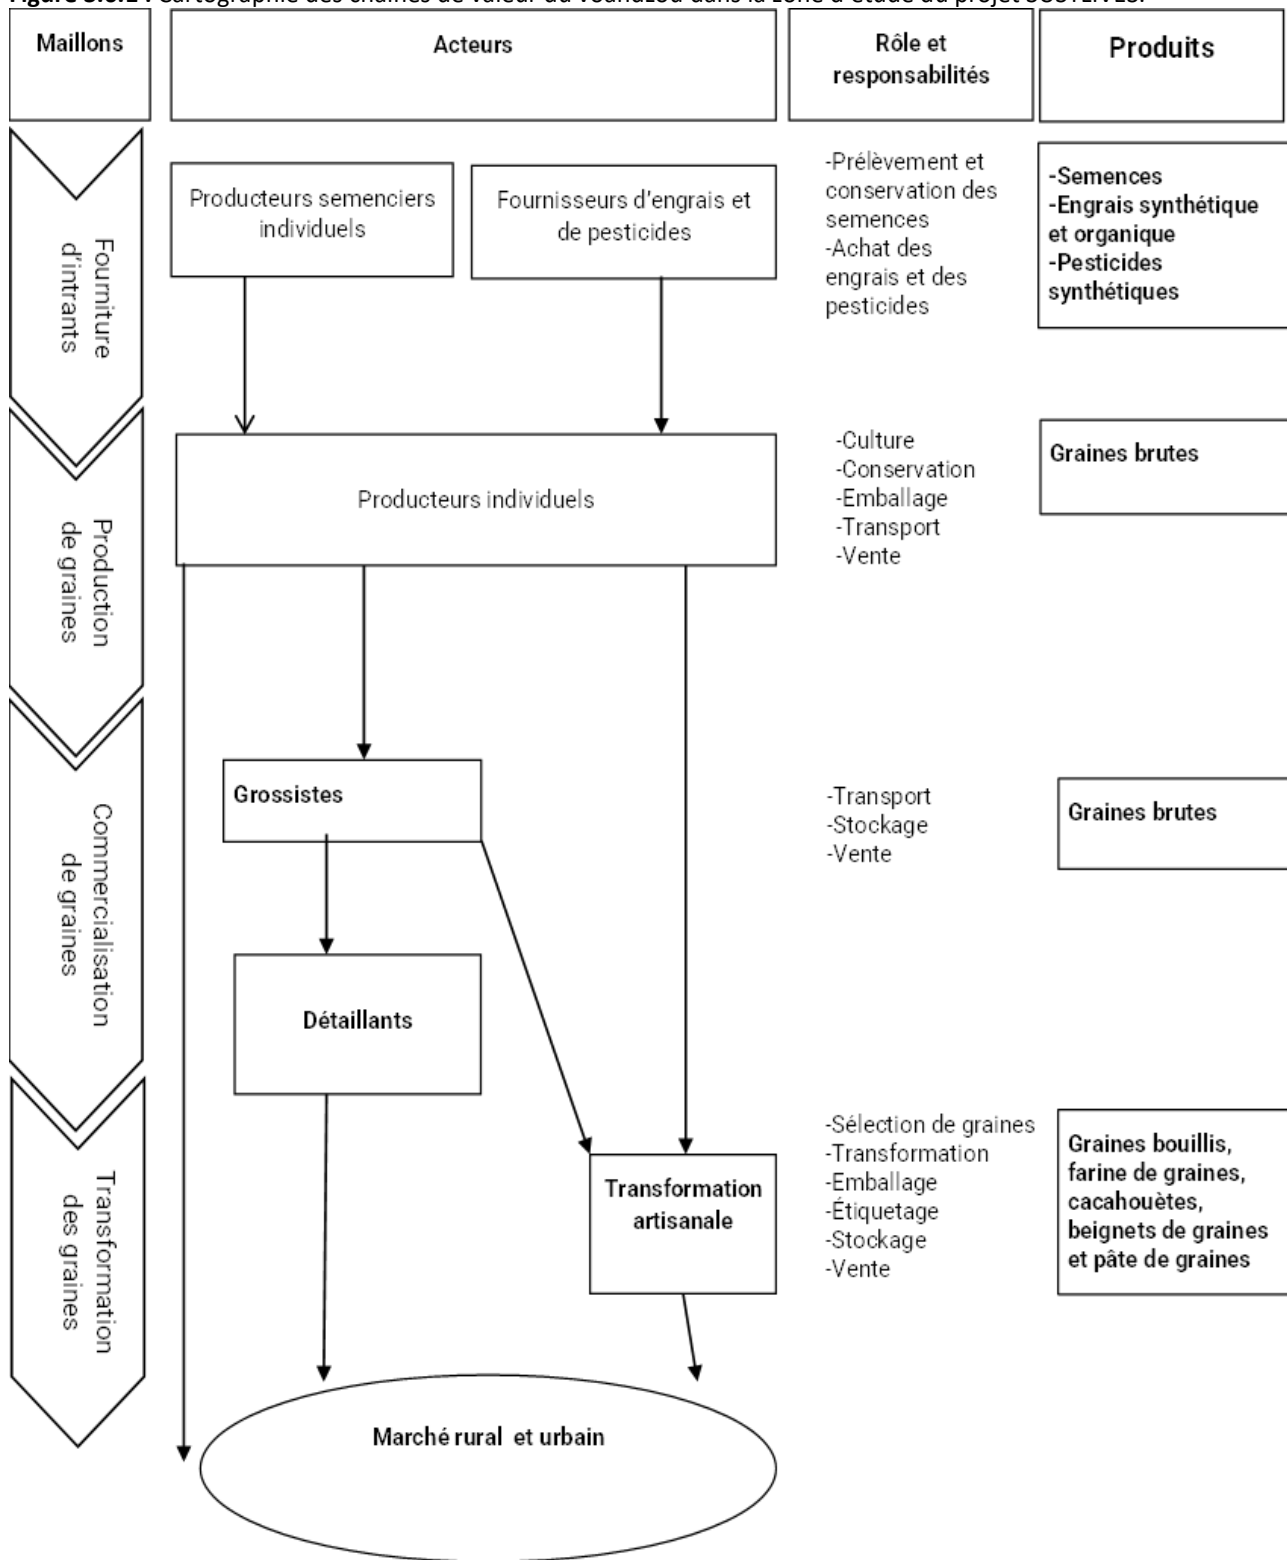 Maillons
Acteurs
Rôle et
responsabilités
Produits
Fourniture
d'intrants
Producteurs semenciers
individuels
Fournisseurs d'engrais et
de pesticides
-Prélèvement et
conservation des
semences
-Achat des
engrais et des
pesticides
-Semences
-Engrais synthétique
et organique
-Pesticides
synthétiques
Production
de graines
Producteurs individuels
-Culture
-Conservation
-Emballage
-Transport
-Vente
Graines brutes
Commercialisation
de graines
Grossistes
Détaillants
-Transport
-Stockage
-Vente
Graines brutes
Transformation
des graines
Transformation
artisanale
-Sélection de graines
-Transformation
-Emballage
-Étiquetage
-Stockage
-Vente
Graines bouillis,
farine de graines,
cacahouètes,
beignets de graines
et pâte de graines
Marché rural et urbain